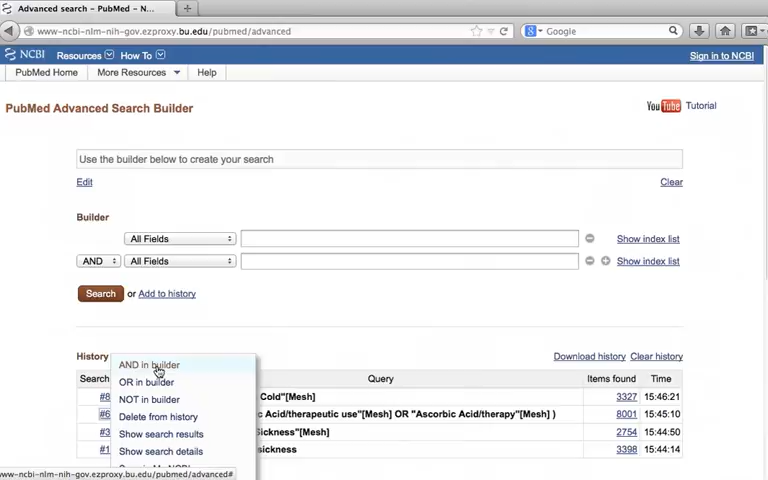 Advanced search – PubMed – N...
www-ncbi-nlm-nih-gov.ezproxy.bu.edu/pubmed/advanced
Google
NCBI Resources How To Sign in to NCBI
PubMed Home More Resources Help
PubMed Advanced Search Builder
YouTube Tutorial
Use the builder below to create your search
Edit Clear
Builder
All Fields Show index list
AND All Fields Show index list
Search or Add to history
History Download history Clear history
Search Query Items found Time
#8 Cold"[Mesh] 3327 15:46:21
#6 c Acid/therapeutic use"[Mesh] OR "Ascorbic Acid/therapy"[Mesh] ) 8001 15:45:10
#3 Sickness"[Mesh] 2754 15:44:50
#1 sickness 3398 15:44:14
AND in builder
OR in builder
NOT in builder
Delete from history
Show search results
Show search details
www-ncbi-nlm-nih-gov.ezproxy.bu.edu/pubmed/advanced#